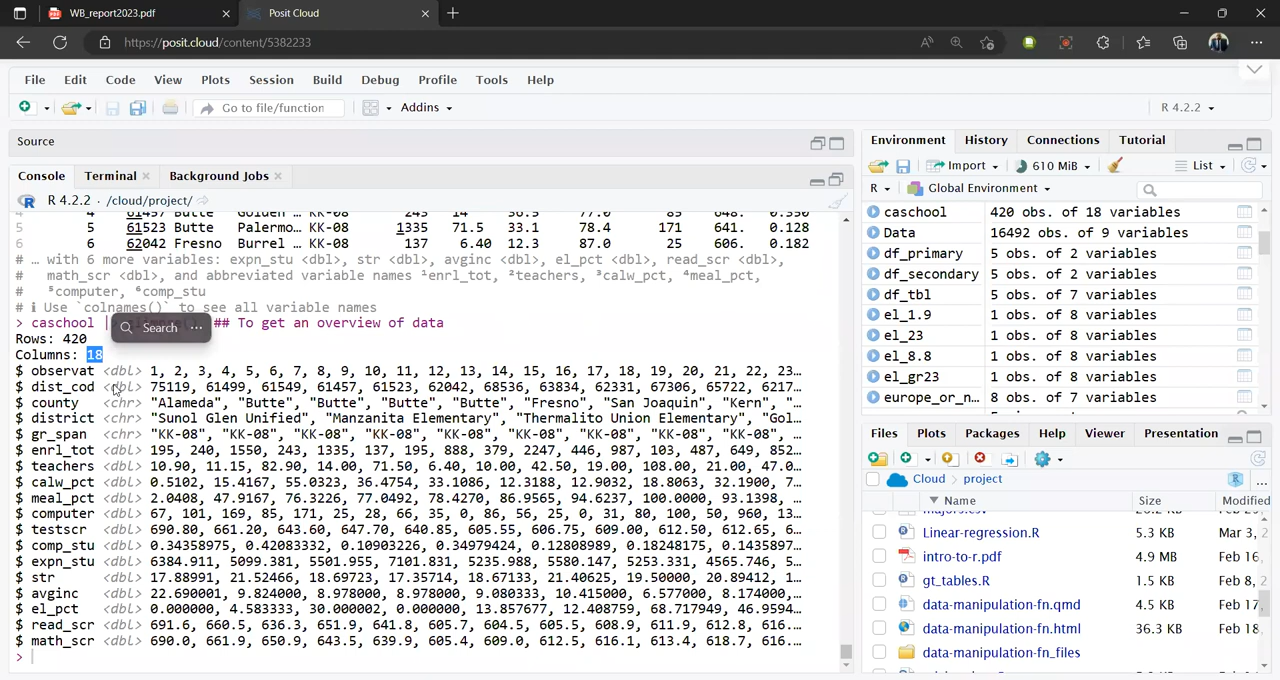 WB_report2023.pdf
Posit Cloud
https://posit.cloud/content/5382233
File Edit Code View Plots Session Build Debug Profile Tools Help
Go to file/function
Addins
R 4.2.2
Source
Console Terminal Background Jobs
R 4.2.2 · /cloud/project/
5 5 61523 Butte Palermo… KK-08 1335 71.5 33.1 78.4 171 641. 0.128
6 6 62042 Fresno Burrel … KK-08 137 6.40 12.3 87.0 25 606. 0.182
# … with 6 more variables: expn_stu <dbl>, str <dbl>, avginc <dbl>, el_pct <dbl>, read_scr <dbl>,
# math_scr <dbl>, and abbreviated variable names ¹enrl_tot, ²teachers, ³calw_pct, ⁴meal_pct,
# ⁵computer, ⁶comp_stu
# ℹ Use `colnames()` to see all variable names
> caschool | ## To get an overview of data
Search ...
Rows: 420
Columns: 18
$ observat <dbl> 1, 2, 3, 4, 5, 6, 7, 8, 9, 10, 11, 12, 13, 14, 15, 16, 17, 18, 19, 20, 21, 22, 23…
$ dist_cod <dbl> 75119, 61499, 61549, 61457, 61523, 62042, 68536, 63834, 62331, 67306, 65722, 6217…
$ county <chr> "Alameda", "Butte", "Butte", "Butte", "Butte", "Fresno", "San Joaquin", "Kern", "…
$ district <chr> "Sunol Glen Unified", "Manzanita Elementary", "Thermalito Union Elementary", "Gol…
$ gr_span <chr> "KK-08", "KK-08", "KK-08", "KK-08", "KK-08", "KK-08", "KK-08", "KK-08", "KK-08", …
$ enrl_tot <dbl> 195, 240, 1550, 243, 1335, 137, 195, 888, 379, 2247, 446, 987, 103, 487, 649, 852…
$ teachers <dbl> 10.90, 11.15, 82.90, 14.00, 71.50, 6.40, 10.00, 42.50, 19.00, 108.00, 21.00, 47.0…
$ calw_pct <dbl> 0.5102, 15.4167, 55.0323, 36.4754, 33.1086, 12.3188, 12.9032, 18.8063, 32.1900, 7…
$ meal_pct <dbl> 2.0408, 47.9167, 76.3226, 77.0492, 78.4270, 86.9565, 94.6237, 100.0000, 93.1398, …
$ computer <dbl> 67, 101, 169, 85, 171, 25, 28, 66, 35, 0, 86, 56, 25, 0, 31, 80, 100, 50, 960, 13…
$ testscr <dbl> 690.80, 661.20, 643.60, 647.70, 640.85, 605.55, 606.75, 609.00, 612.50, 612.65, 6…
$ comp_stu <dbl> 0.34358975, 0.42083332, 0.10903226, 0.34979424, 0.12808989, 0.18248175, 0.1435897…
$ expn_stu <dbl> 6384.911, 5099.381, 5501.955, 7101.831, 5235.988, 5580.147, 5253.331, 4565.746, 5…
$ str <dbl> 17.88991, 21.52466, 18.69723, 17.35714, 18.67133, 21.40625, 19.50000, 20.89412, 1…
$ avginc <dbl> 22.690001, 9.824000, 8.978000, 8.978000, 9.080333, 10.415000, 6.577000, 8.174000,…
$ el_pct <dbl> 0.000000, 4.583333, 30.000002, 0.000000, 13.857677, 12.408759, 68.717949, 46.9594…
$ read_scr <dbl> 691.6, 660.5, 636.3, 651.9, 641.8, 605.7, 604.5, 605.5, 608.9, 611.9, 612.8, 616.…
$ math_scr <dbl> 690.0, 661.9, 650.9, 643.5, 639.9, 605.4, 609.0, 612.5, 616.1, 613.4, 618.7, 616.…
>
Environment History Connections Tutorial
Import 610 MiB List
R Global Environment
caschool 420 obs. of 18 variables
Data 16492 obs. of 9 variables
df_primary 5 obs. of 2 variables
df_secondary 5 obs. of 2 variables
df_tbl 5 obs. of 7 variables
el_1.9 1 obs. of 8 variables
el_23 1 obs. of 8 variables
el_8.8 1 obs. of 8 variables
el_gr23 1 obs. of 8 variables
europe_or_n… 8 obs. of 7 variables
Files Plots Packages Help Viewer Presentation
Cloud project ...
Name Size Modified
Linear-regression.R 5.3 KB Mar 3, 2
intro-to-r.pdf 4.9 MB Feb 16,
gt_tables.R 1.5 KB Feb 8, 2
data-manipulation-fn.qmd 4.5 KB Feb 17,
data-manipulation-fn.html 36.3 KB Feb 18,
data-manipulation-fn_files